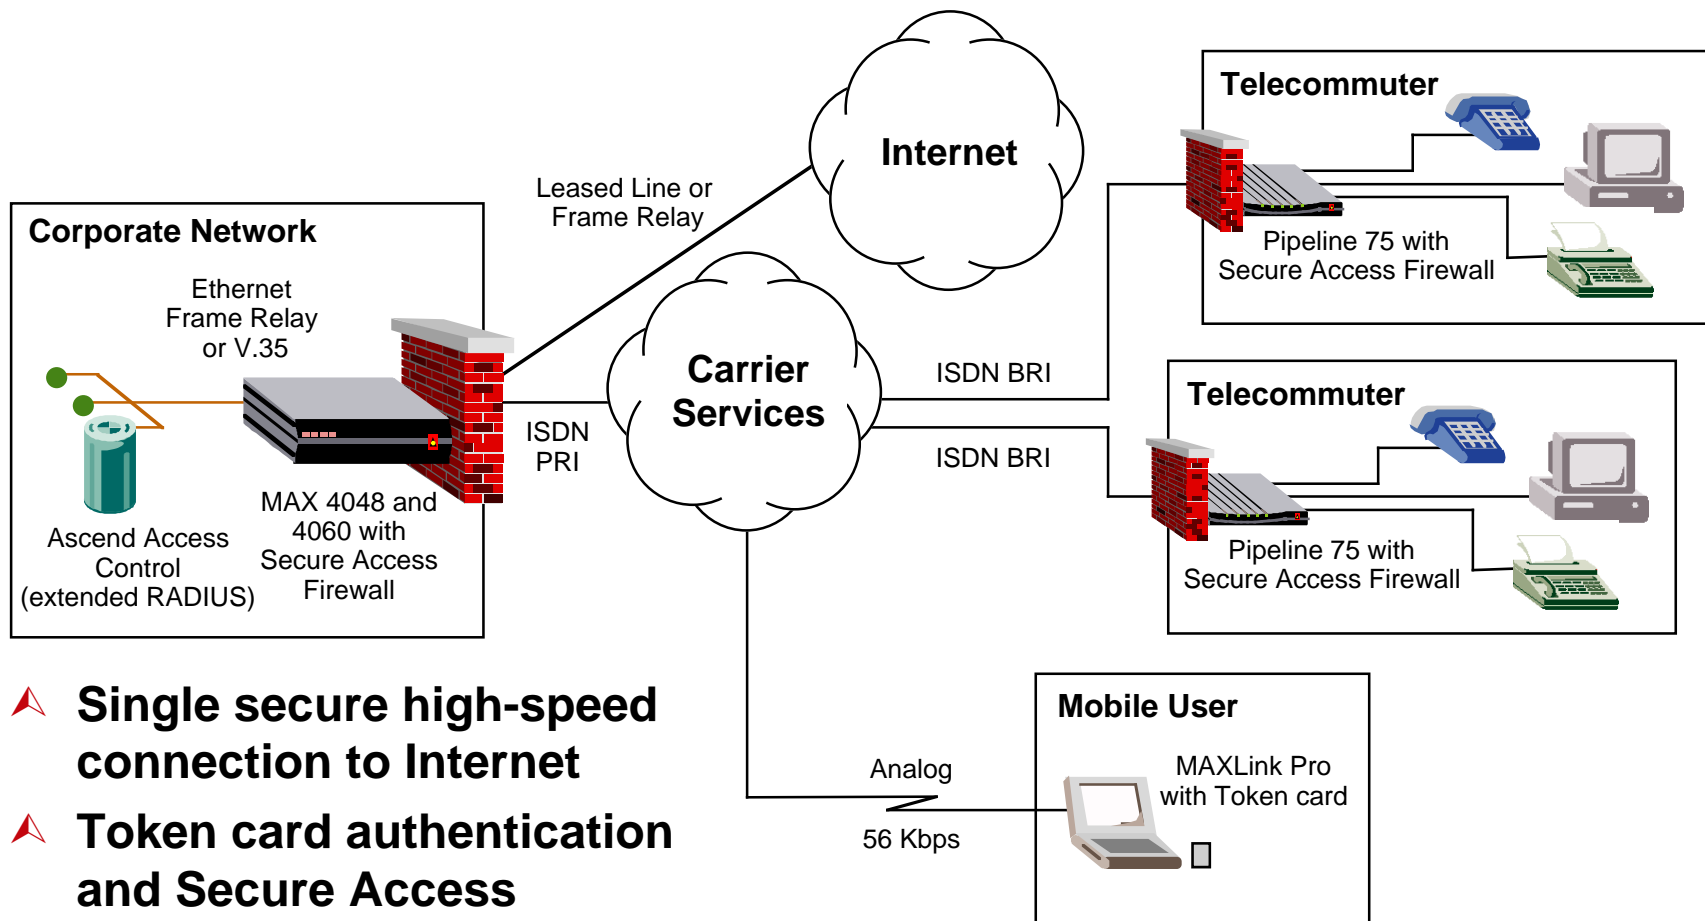 Internet
Leased Line or
Frame Relay
Corporate Network
Ethernet
Frame Relay
or V.35
Ascend Access
Control
(extended RADIUS)
MAX 4048 and
4060 with
Secure Access
Firewall
ISDN
PRI
Carrier
Services
ISDN BRI
ISDN BRI
Telecommuter
Pipeline 75 with
Secure Access Firewall
Telecommuter
Pipeline 75 with
Secure Access Firewall
Mobile User
MAXLink Pro
with Token card
Analog
56 Kbps
Single secure high-speed
connection to Internet
Token card authentication
and Secure Access